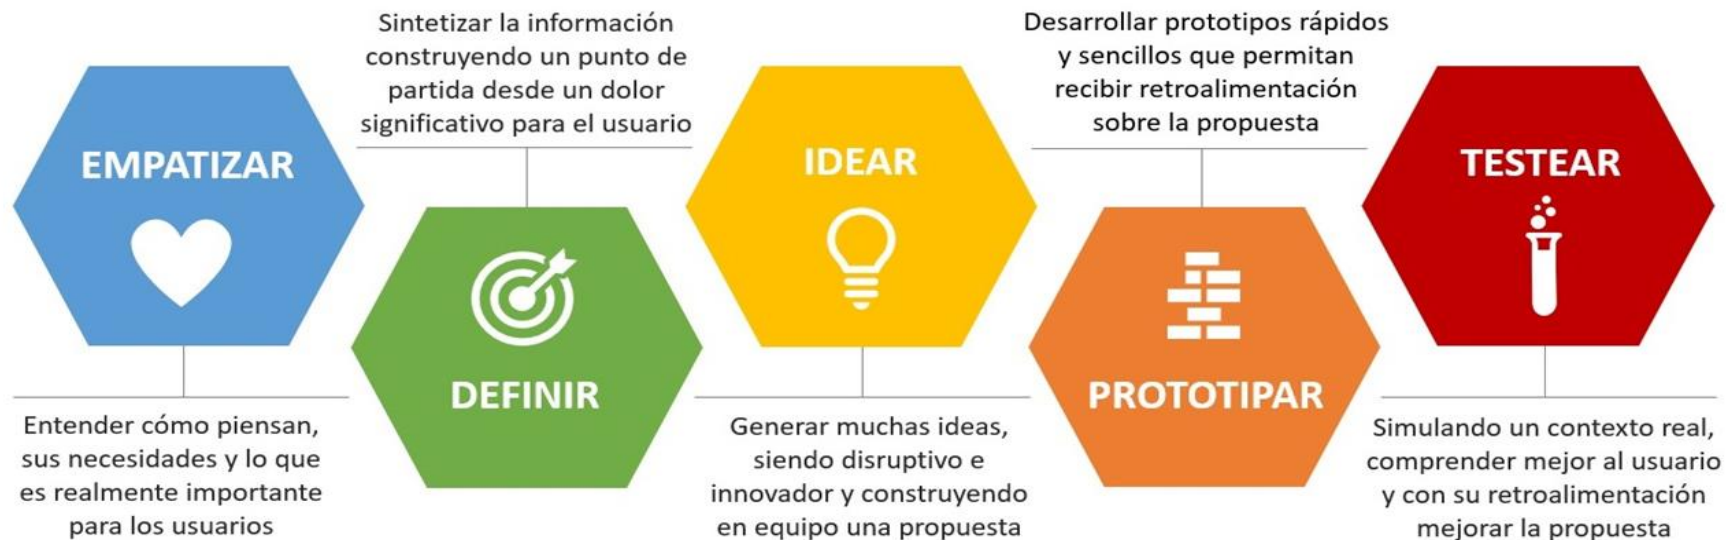 EMPATIZAR
Entender cómo piensan,
sus necesidades y lo que
es realmente importante
para los usuarios
Sintetizar la información
construyendo un punto de
partida desde un dolor
significativo para el usuario
DEFINIR
IDEAR
Generar muchas ideas,
siendo disruptivo e
innovador y construyendo
en equipo una propuesta
Desarrollar prototipos rápidos
y sencillos que permitan
recibir retroalimentación
sobre la propuesta
PROTOTIPAR
TESTEAR
Simulando un contexto real,
comprender mejor al usuario
y con su retroalimentación
mejorar la propuesta